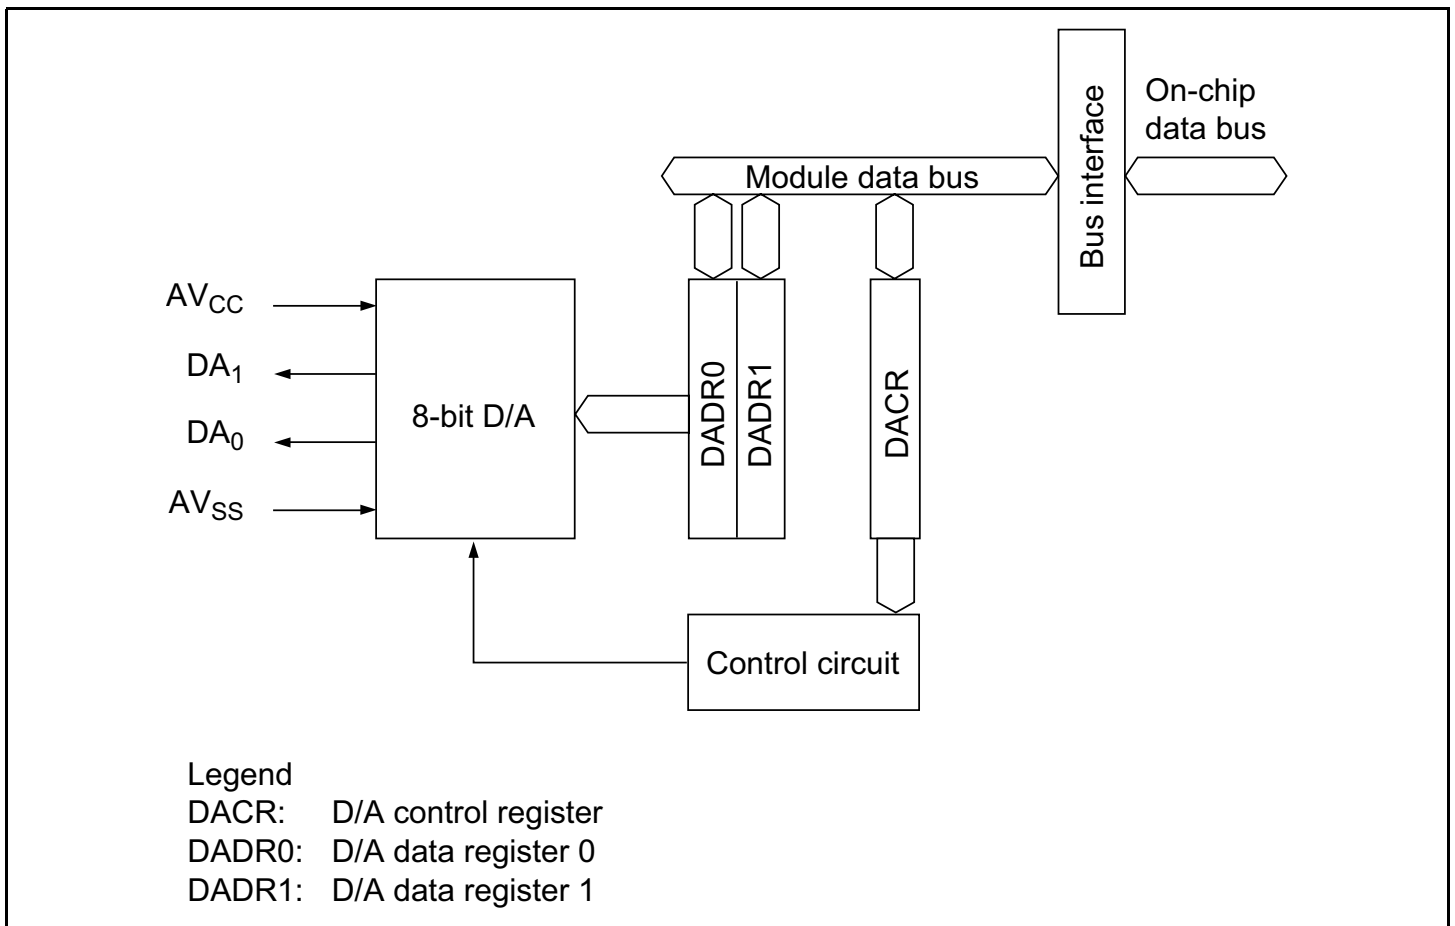 On-chip
data bus
Bus interface
Module data bus
AVCC
DA1
DA0
AVSS
8-bit D/A
DADR0
DADR1
DACR
Control circuit
Legend
DACR: D/A control register
DADR0: D/A data register 0
DADR1: D/A data register 1